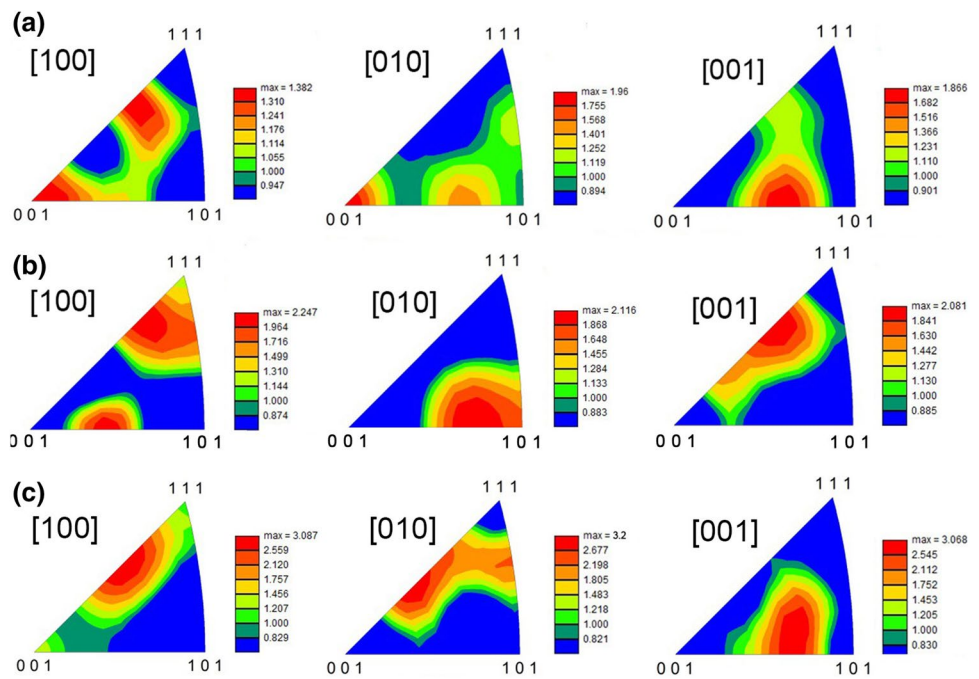 (a)
1 1 1
[100]
max = 1.382
1.310
1.241
1.176
1.114
1.055
1.000
0.947
0 0 1
1 0 1
1 1 1
[010]
max = 1.96
1.755
1.568
1.401
1.252
1.119
1.000
0.894
0 0 1
1 0 1
1 1 1
[001]
max = 1.866
1.682
1.516
1.366
1.231
1.110
1.000
0.901
0 0 1
1 0 1
(b)
1 1 1
[100]
max = 2.247
1.964
1.716
1.499
1.310
1.144
1.000
0.874
0 0 1
1 0 1
1 1 1
[010]
max = 2.116
1.868
1.648
1.455
1.284
1.133
1.000
0.883
0 0 1
1 0 1
1 1 1
[001]
max = 2.081
1.841
1.630
1.442
1.277
1.130
1.000
0.885
0 0 1
1 0 1
(c)
1 1 1
[100]
max = 3.087
2.559
2.120
1.757
1.456
1.207
1.000
0.829
0 0 1
1 0 1
1 1 1
[010]
max = 3.2
2.677
2.198
1.805
1.483
1.218
1.000
0.821
0 0 1
1 0 1
1 1 1
[001]
max = 3.068
2.545
2.112
1.752
1.453
1.205
1.000
0.830
0 0 1
1 0 1